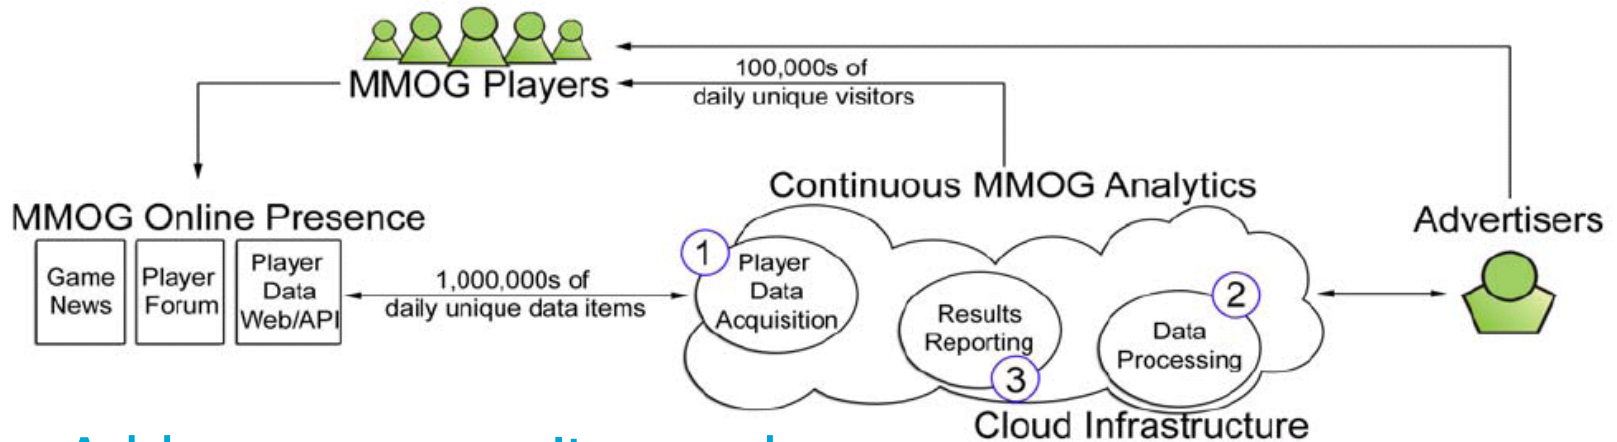 MMOG Players
100,000s of
daily unique visitors
Continuous MMOG Analytics
MMOG Online Presence
Advertisers
Game
News
Player
Forum
Player
Data
Web/API
1,000,000s of
daily unique data items
1
Player
Data
Acquisition
Results
Reporting
3
2
Data
Processing
Cloud Infrastructure